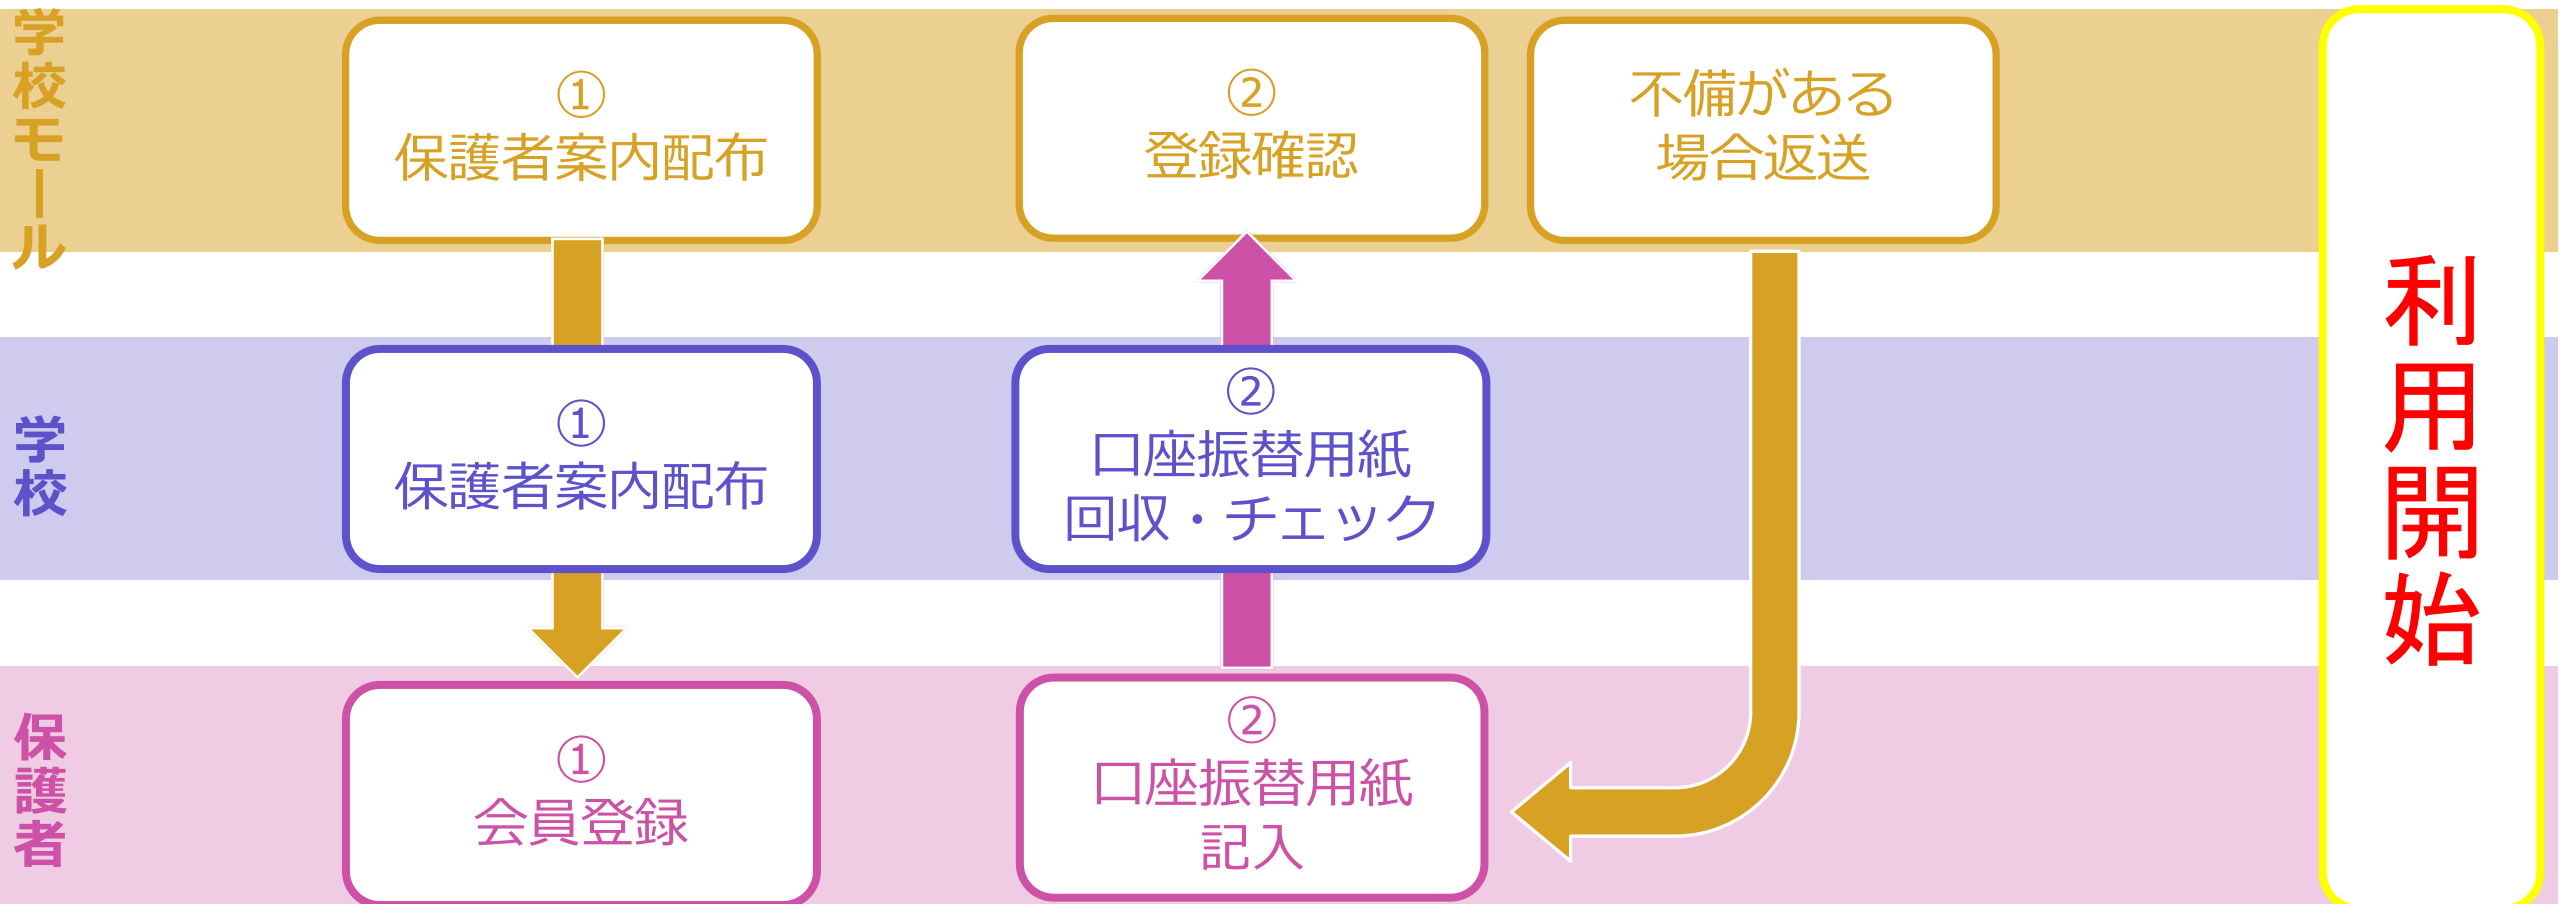 学校モール
①
保護者案内配布
②
登録確認
不備がある
場合返送
学校
①
保護者案内配布
②
口座振替用紙
回収・チェック
保護者
①
会員登録
②
口座振替用紙
記入
利用開始